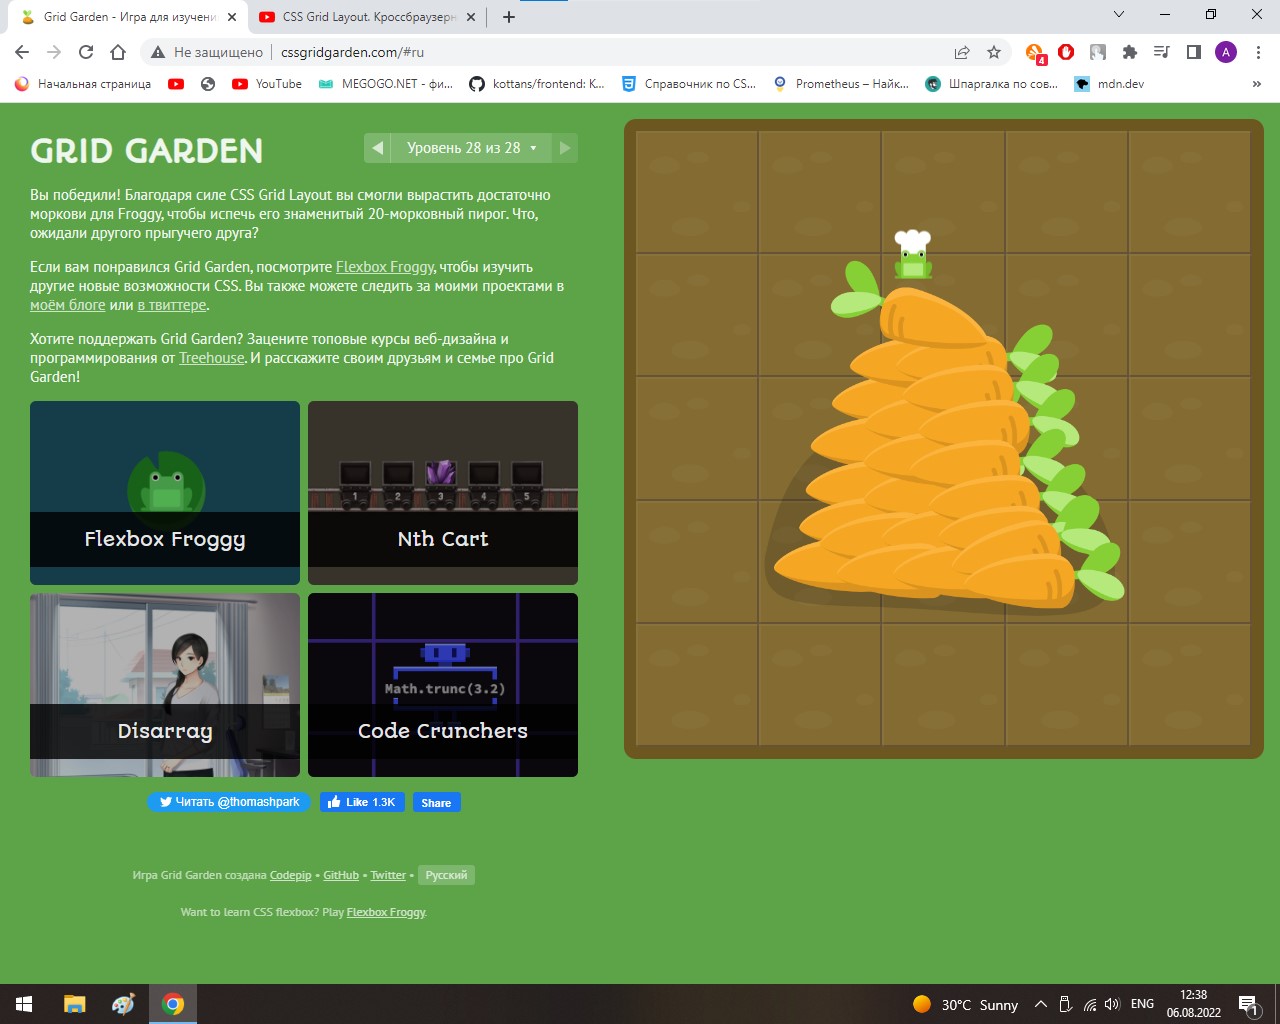 Grid Garden - Игра для изучени
CSS Grid Layout. Кроссбраузерн
Не защищено
cssgridgarden.com/#ru
4
A
Начальная страница
YouTube
MEGOGO.NET - фи...
kottans/frontend: K...
Справочник по CS...
Prometheus – Найк...
Шпаргалка по сов...
mdn.dev
»
GRID GARDEN
Уровень 28 из 28
Вы победили! Благодаря силе CSS Grid Layout вы смогли вырастить достаточно
моркови для Froggy, чтобы испечь его знаменитый 20-морковный пирог. Что,
ожидали другого прыгучего друга?
Если вам понравился Grid Garden, посмотрите Flexbox Froggy, чтобы изучить
другие новые возможности CSS. Вы также можете следить за моими проектами в
моём блоге или в твиттере.
Хотите поддержать Grid Garden? Зацените топовые курсы веб-дизайна и
программирования от Treehouse. И расскажите своим друзьям и семье про Grid
Garden!
Flexbox Froggy
1 2 3 4 5
Nth Cart
Disarray
Math.trunc(3.2)
Code Crunchers
Читать @thomashpark
Like 1.3K
Share
Игра Grid Garden создана Codepip • GitHub • Twitter • Русский
Want to learn CSS flexbox? Play Flexbox Froggy.
30°C Sunny
ENG
12:38
06.08.2022
1